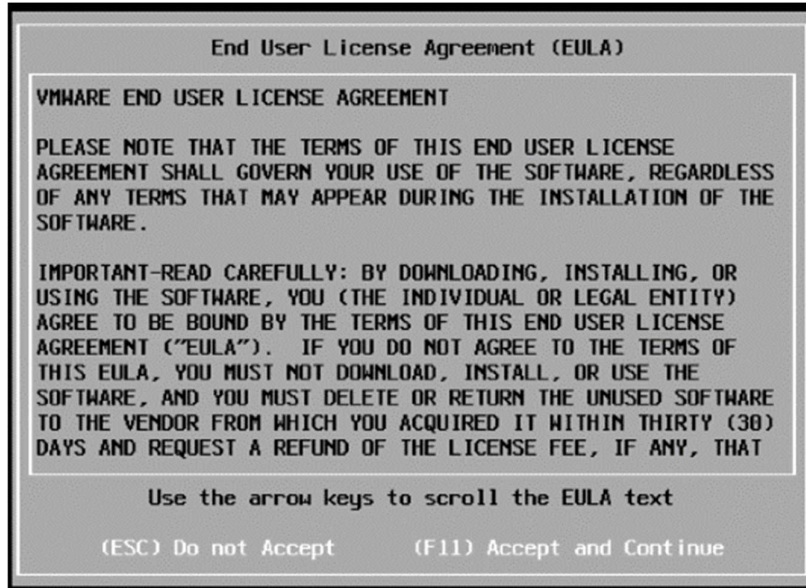 End User License Agreement (EULA)
VMWARE END USER LICENSE AGREEMENT
PLEASE NOTE THAT THE TERMS OF THIS END USER LICENSE
AGREEMENT SHALL GOVERN YOUR USE OF THE SOFTWARE, REGARDLESS
OF ANY TERMS THAT MAY APPEAR DURING THE INSTALLATION OF THE
SOFTWARE.
IMPORTANT-READ CAREFULLY: BY DOWNLOADING, INSTALLING, OR
USING THE SOFTWARE, YOU (THE INDIVIDUAL OR LEGAL ENTITY)
AGREE TO BE BOUND BY THE TERMS OF THIS END USER LICENSE
AGREEMENT ("EULA"). IF YOU DO NOT AGREE TO THE TERMS OF
THIS EULA, YOU MUST NOT DOWNLOAD, INSTALL, OR USE THE
SOFTWARE, AND YOU MUST DELETE OR RETURN THE UNUSED SOFTWARE
TO THE VENDOR FROM WHICH YOU ACQUIRED IT WITHIN THIRTY (30)
DAYS AND REQUEST A REFUND OF THE LICENSE FEE, IF ANY, THAT
Use the arrow keys to scroll the EULA text
(ESC) Do not Accept (F11) Accept and Continue